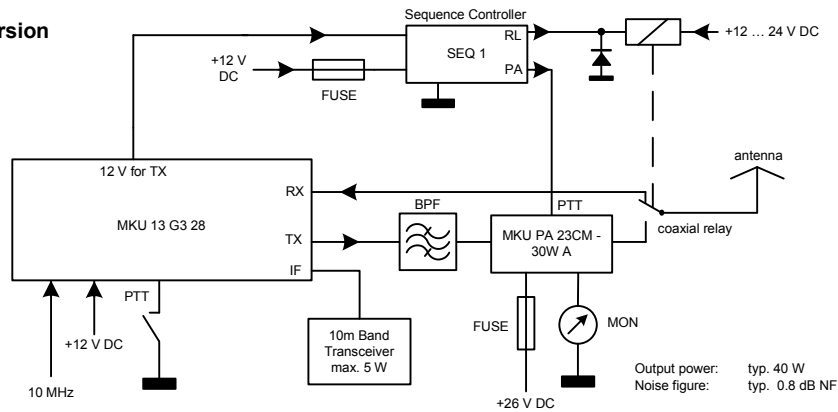 rsion
Sequence Controller
RL
SEQ 1
PA
+12 V
DC
FUSE
+12 ... 24 V DC
12 V for TX
RX
MKU 13 G3 28
TX
IF
BPF
PTT
MKU PA 23CM -
30W A
antenna
coaxial relay
PTT
+12 V DC
10 MHz
10m Band
Transceiver
max. 5 W
FUSE
MON
+26 V DC
Output power: typ. 40 W
Noise figure: typ. 0.8 dB NF